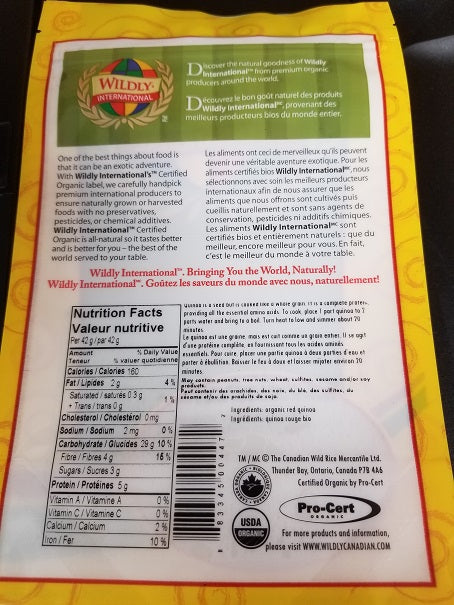 WILDLY
INTERNATIONAL
Discover the natural goodness of Wildly
International™ from premium organic
producers around the world.
Découvrez le bon goût naturel des produits
Wildly International™, provenant des
meilleurs producteurs bios du monde entier.
One of the best things about food is
that it can be an exotic adventure.
With Wildly International's™ Certified
Organic label, we carefully handpick
premium international producers to
ensure naturally grown or harvested
foods with no preservatives,
pesticides, or chemical additives.
Wildly International™ Certified
Organic is all-natural so it tastes better
and is better for you – the best of the
world served to your table.
Les aliments ont ceci de merveilleux qu'ils peuvent
devenir une véritable aventure exotique. Pour les
aliments certifiés bios Wildly International™, nous
sélectionnons avec soin les meilleurs producteurs
internationaux afin de nous assurer que les
aliments que nous offrons sont cultivés puis
cueillis naturellement et sont sans agents de
conservation, pesticides ni additifs chimiques.
Les aliments Wildly International™ sont
certifiés bios et entièrement naturels : que du
meilleur, encore meilleur pour vous. En fait,
c'est le meilleur du monde à votre table.
Wildly International™. Bringing You the World, Naturally!
Wildly International™. Goûtez les saveurs du monde avec nous, naturellement!
Nutrition Facts
Valeur nutritive
Per 42 g / par 42 g
Amount % Daily Value
Teneur % valeur quotidienne
Calories / Calories 160
Fat / Lipides 2 g 4 %
Saturated / saturés 0.3 g
+ Trans / trans 0 g 1 %
Cholesterol / Cholestérol 0 mg
Sodium / Sodium 2 mg 0 %
Carbohydrate / Glucides 29 g 10 %
Fibre / Fibres 4 g 16 %
Sugars / Sucres 3 g
Protein / Protéines 5 g
Vitamin A / Vitamine A 0 %
Vitamin C / Vitamine C 0 %
Calcium / Calcium 2 %
Iron / Fer 10 %
Quinoa is a seed but is cooked like a whole grain. It is a complete protein,
providing all the essential amino acids. To cook, place 1 part quinoa to 2
parts water and bring to a boil. Turn heat to low and simmer about 20
minutes.
Le quinoa est une graine, mais est cuit comme un grain entier. Il se agit
d'une protéine complète, en fournissant tous les acides aminés
essentiels. Pour cuire, placer une partie quinoa à deux parties d'eau et
porter à ébullition. Baisser le feu à doux et laisser mijoter environ 20
minutes.
May contain peanuts, tree nuts, wheat, sulfites, sesame and/or soy
products.
Peut contenir des arachides, des noix, du blé, des sulfites, du
sésame et/ou des produits de soja.
Ingredients: organic red quinoa
Ingrédients: quinoa rouge bio
TM / MC © The Canadian Wild Rice Mercantile Ltd.
Thunder Bay, Ontario, Canada P7B 4A6
Certified Organic by Pro-Cert
Pro-Cert
ORGANIC
USDA
ORGANIC
For more products and information,
please visit WWW.WILDLYCANADIAN.COM